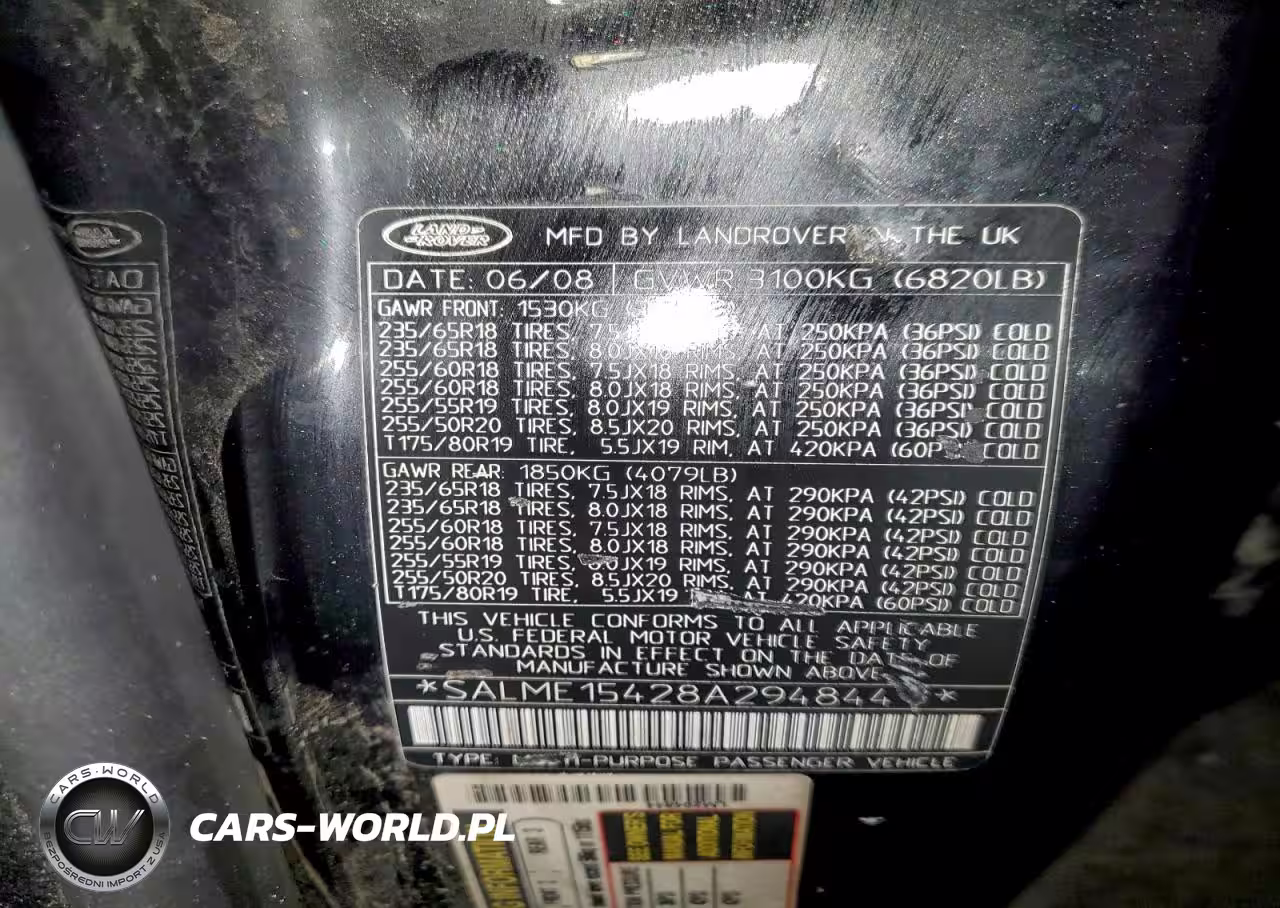 LAND
ROVER
MFD BY LANDROVER THE UK
DATE: 06/08 GVWR 3100KG (6820LB)
GAWR FRONT: 1530KG
235/65R18 TIRES, AT 250KPA (36PSI) COLD
235/65R18 TIRES, 8.0JX18 RIMS, AT 250KPA (36PSI) COLD
255/60R18 TIRES, 7.5JX18 RIMS, AT 250KPA (36PSI) COLD
255/60R18 TIRES, 8.0JX18 RIMS, AT 250KPA (36PSI) COLD
255/55R19 TIRES, 8.0JX19 RIMS, AT 250KPA (36PSI) COLD
255/50R20 TIRES, 8.5JX20 RIMS, AT 250KPA (36PSI) COLD
T175/80R19 TIRE, 5.5JX19 RIM, AT 420KPA COLD
GAWR REAR: 1850KG (4079LB)
235/65R18 TIRES, 7.5JX18 RIMS, AT 290KPA (42PSI) COLD
235/65R18 TIRES, 8.0JX18 RIMS, AT 290KPA (42PSI) COLD
255/60R18 TIRES, 7.5JX18 RIMS, AT 290KPA (42PSI) COLD
255/60R18 TIRES, 8.0JX18 RIMS, AT 290KPA (42PSI) COLD
255/55R19 TIRES, RIMS, AT 290KPA (42PSI) COLD
255/50R20 TIRES, 8.5JX20 RIMS, AT 290KPA (42PSI) COLD
T175/80R19 TIRE, 5.5JX19 420KPA (60PSI) COLD
THIS VEHICLE CONFORMS TO ALL APPLICABLE
U.S. FEDERAL MOTOR VEHICLE SAFETY
STANDARDS IN EFFECT ON THE DATE OF
MANUFACTURE SHOWN ABOVE
*SALME15428A294844 *
TYPE: PURPOSE PASSENGER VEHICLE
CARS-WORLD
CW
BEZPOŚREDNI IMPORT Z USA
CARS-WORLD.PL